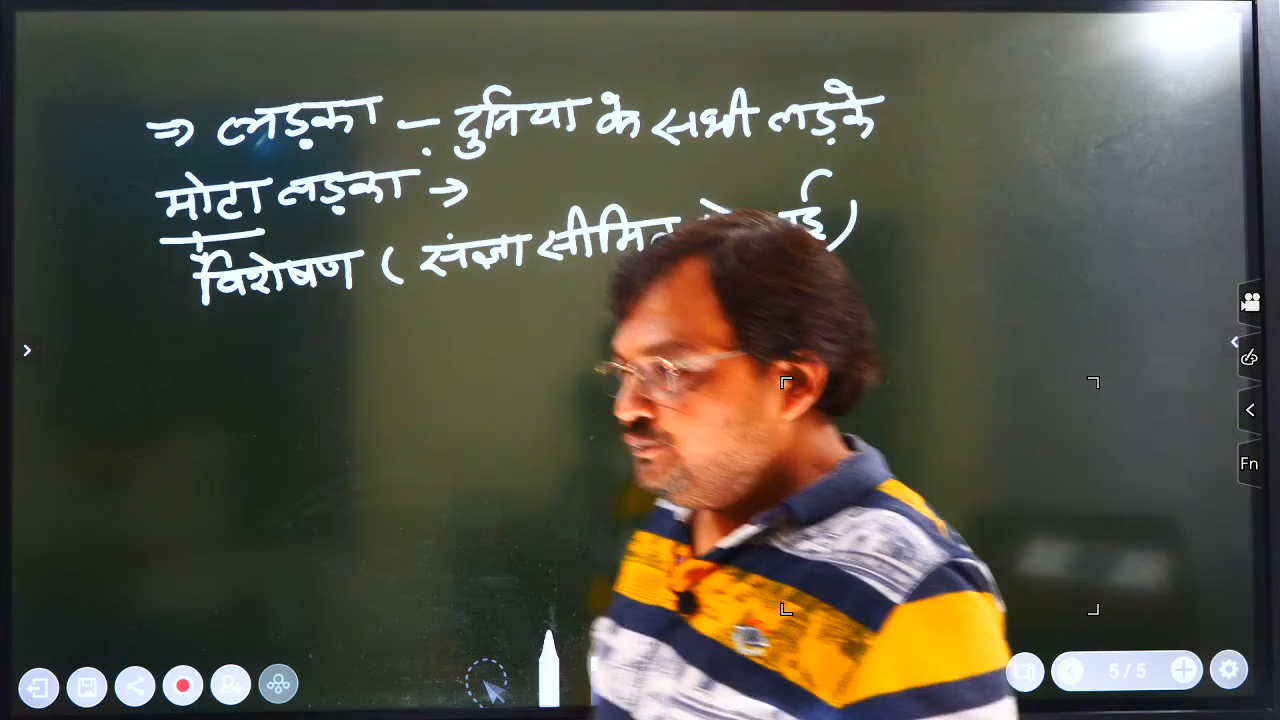 ⇒ लड़का - दुनिया के सभी लड़के
मोटा लड़का →
विशेषण ( संज्ञा सीमित )
5/5
Fn